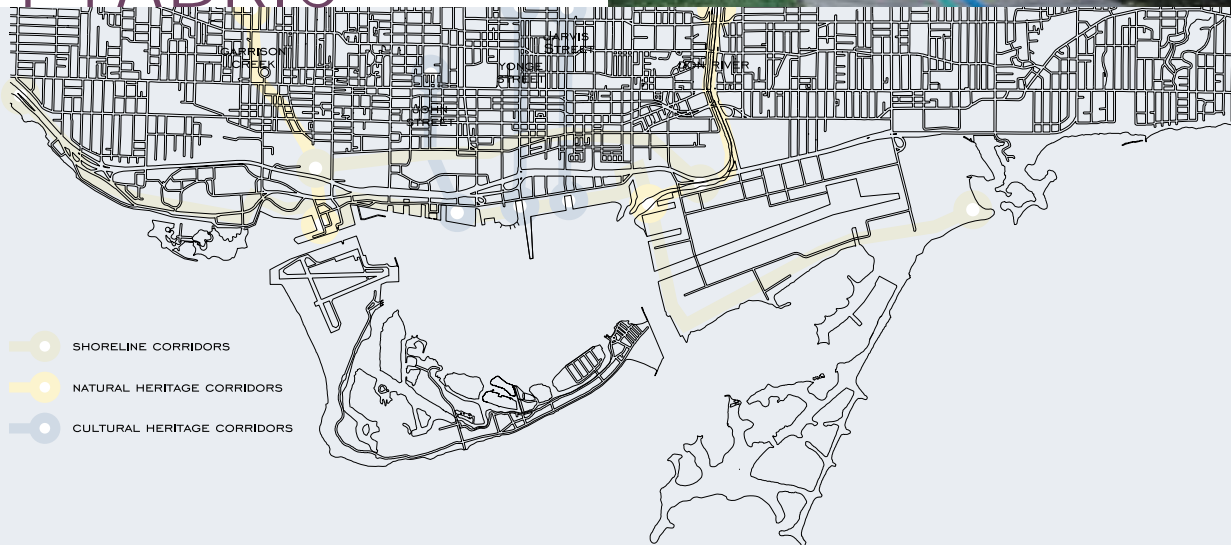 JARVIS
STREET
GARRISON
CREEK
YONGE
STREET
DON RIVER
JOHN
STREET
SHORELINE CORRIDORS
NATURAL HERITAGE CORRIDORS
CULTURAL HERITAGE CORRIDORS